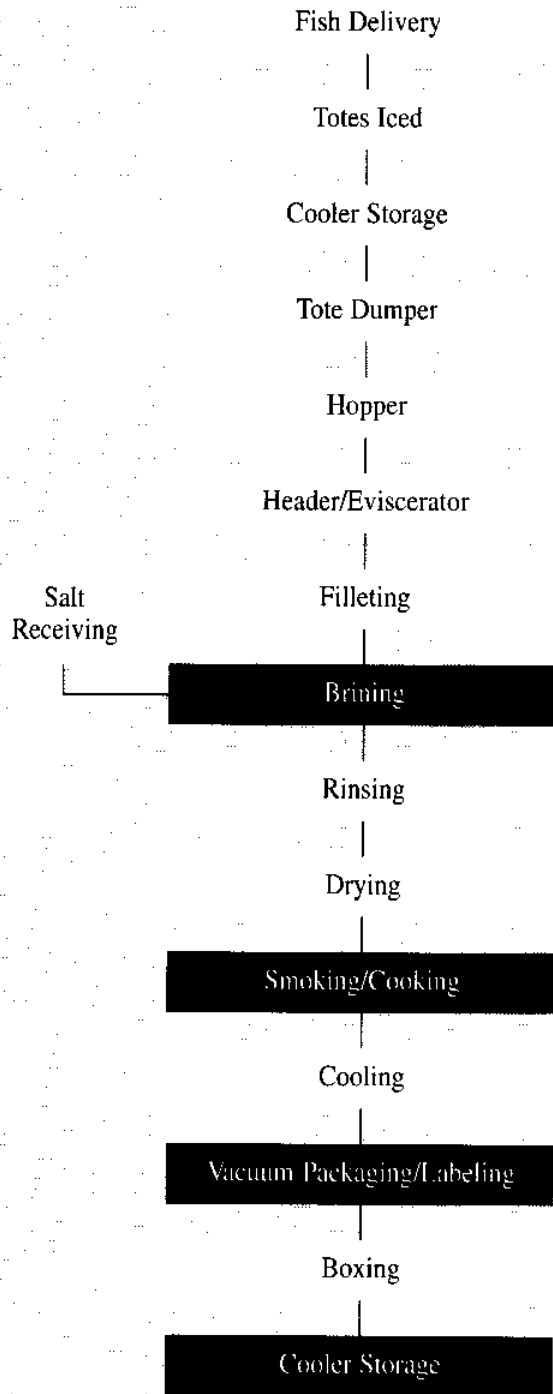 Fish Delivery
Totes Iced
Cooler Storage
Tote Dumper
Hopper
Header/Eviscerator
Salt
Receiving
Filleting
Brining
Rinsing
Drying
Smoking/Cooking
Cooling
Vacuum Packaging/Labeling
Boxing
Cooler Storage